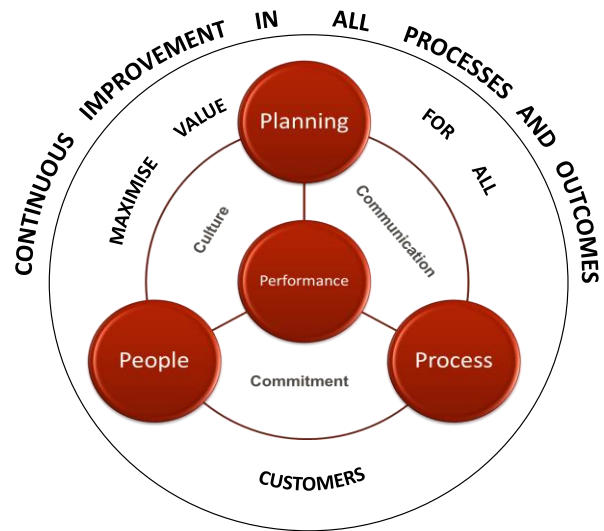 CONTINUOUS IMPROVEMENT IN ALL PROCESSES AND OUTCOMES
MAXIMISE VALUE FOR ALL
CUSTOMERS
Planning
Culture
Communication
Performance
People
Process
Commitment